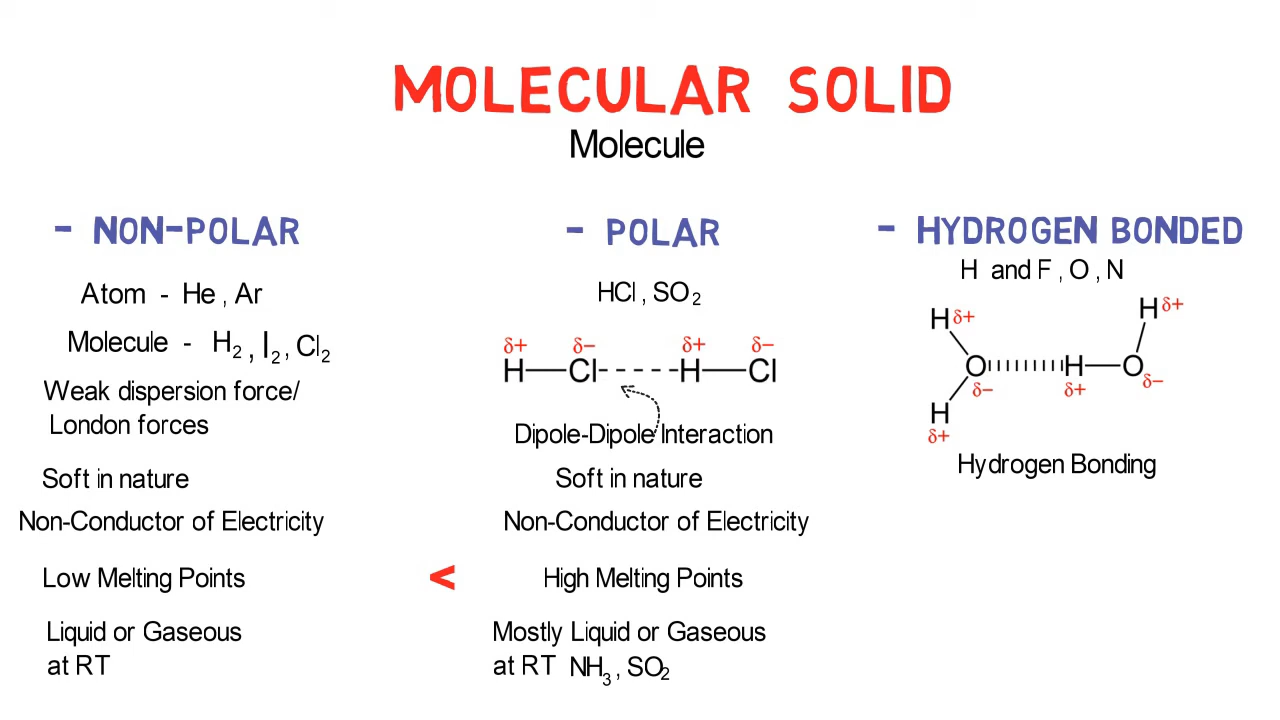 MOLECULAR SOLID
Molecule
- NON-POLAR
Atom - He , Ar
Molecule - H₂ , I₂ , Cl₂
Weak dispersion force/
London forces
Soft in nature
Non-Conductor of Electricity
Low Melting Points
Liquid or Gaseous
at RT
<
- POLAR
HCl , SO₂
δ+ δ− δ+ δ−
H—Cl-----H—Cl
Dipole-Dipole Interaction
Soft in nature
Non-Conductor of Electricity
High Melting Points
Mostly Liquid or Gaseous
at RT NH₃ , SO₂
- HYDROGEN BONDED
H and F , O , N
H δ+
H δ+
O H—O
δ− δ+ δ−
H
δ+
Hydrogen Bonding